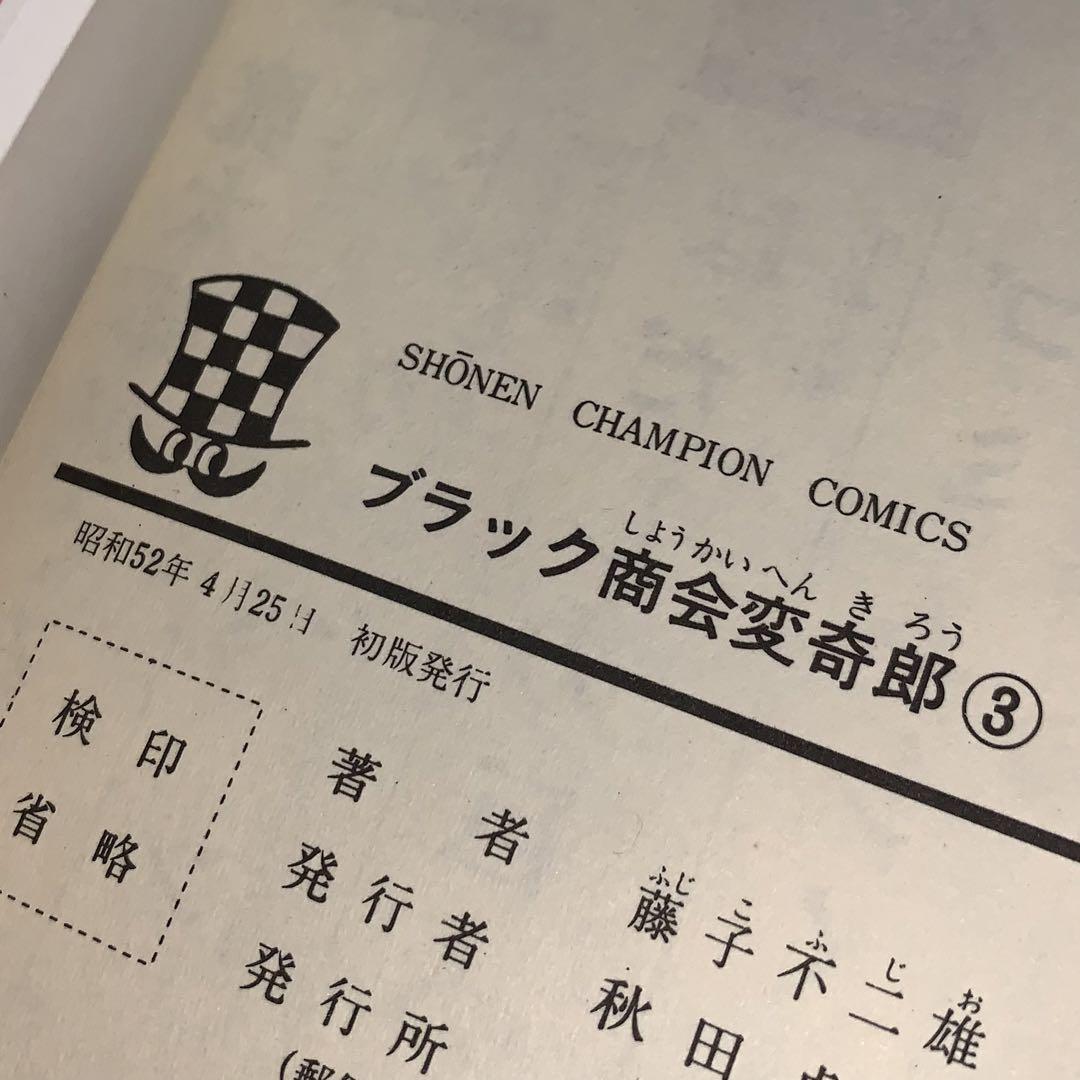 SHŌNEN CHAMPION COMICS
しようかいへんきろう
ブラック商会変奇郎③
昭和52年4月25日 初版発行
検印
省略
著者
ふじこふじお
藤子不二雄
発行者 秋田
発行所